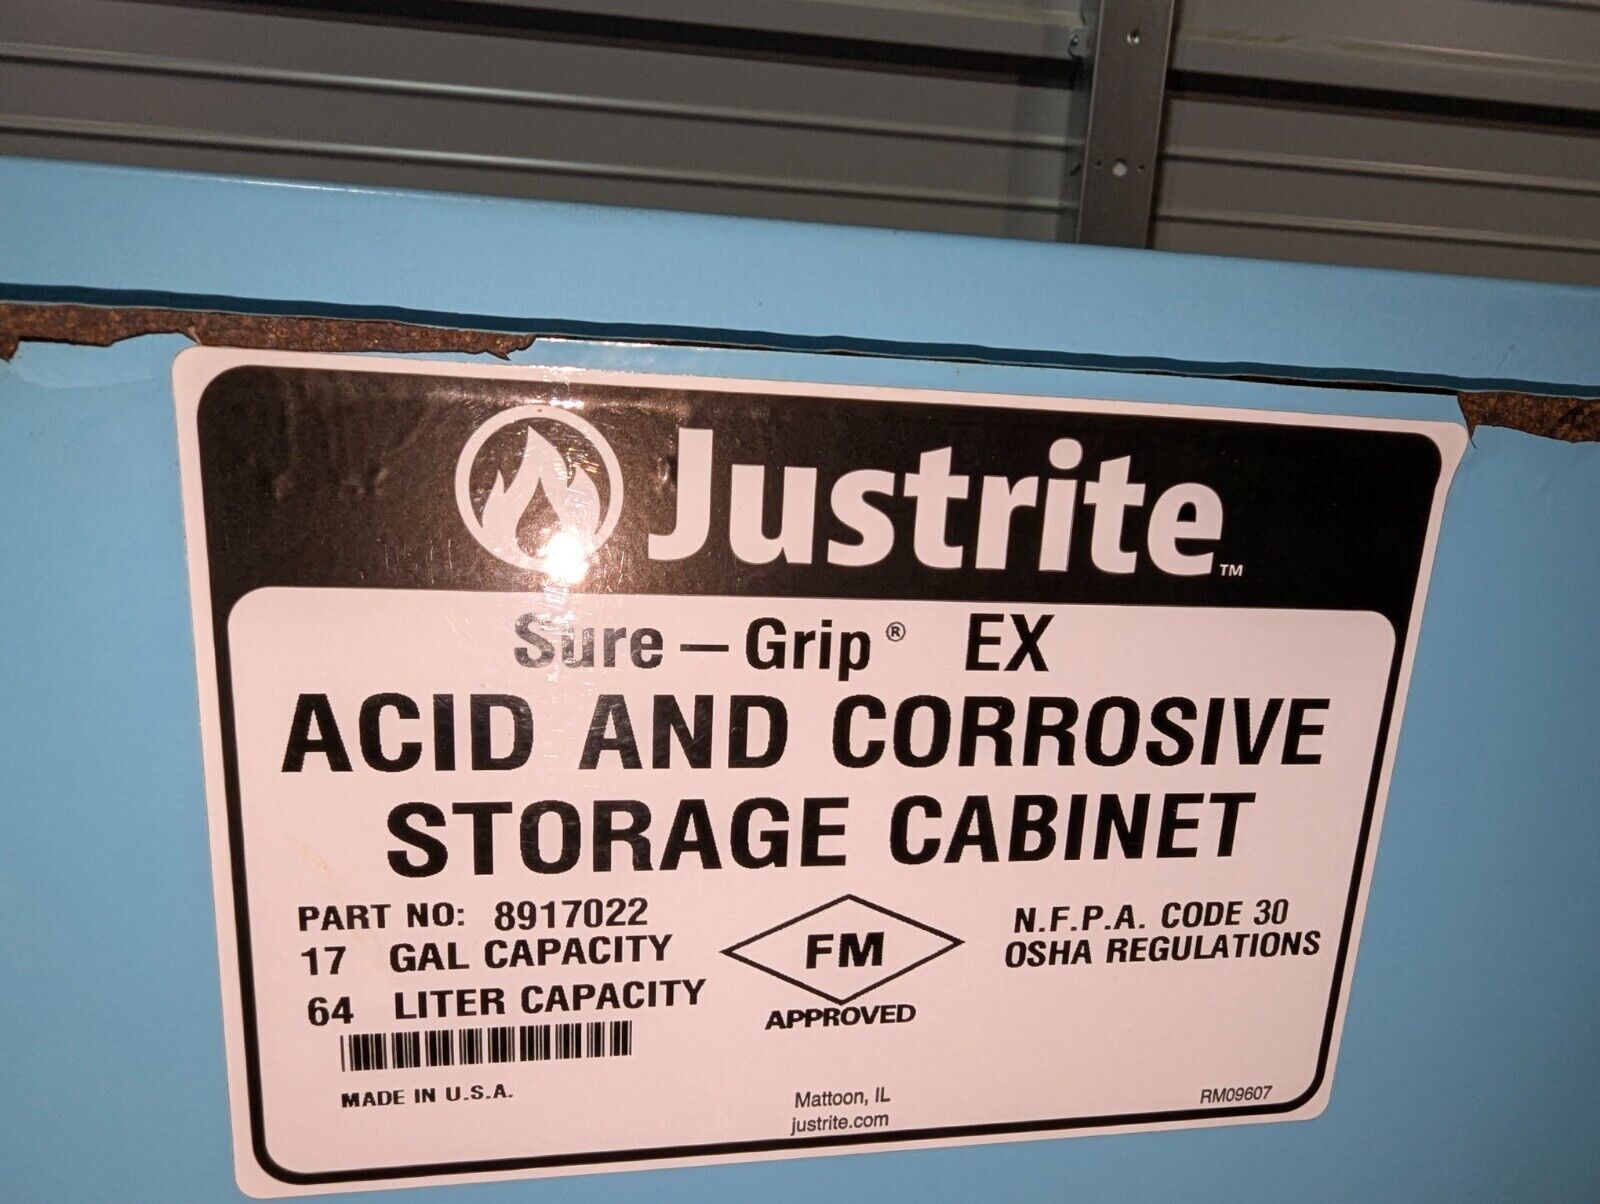 Justrite™
Sure-Grip® EX
ACID AND CORROSIVE
STORAGE CABINET
PART NO: 8917022
17 GAL CAPACITY
64 LITER CAPACITY
MADE IN U.S.A.
FM
APPROVED
N.F.P.A. CODE 30
OSHA REGULATIONS
Mattoon, IL
justrite.com
RM09607